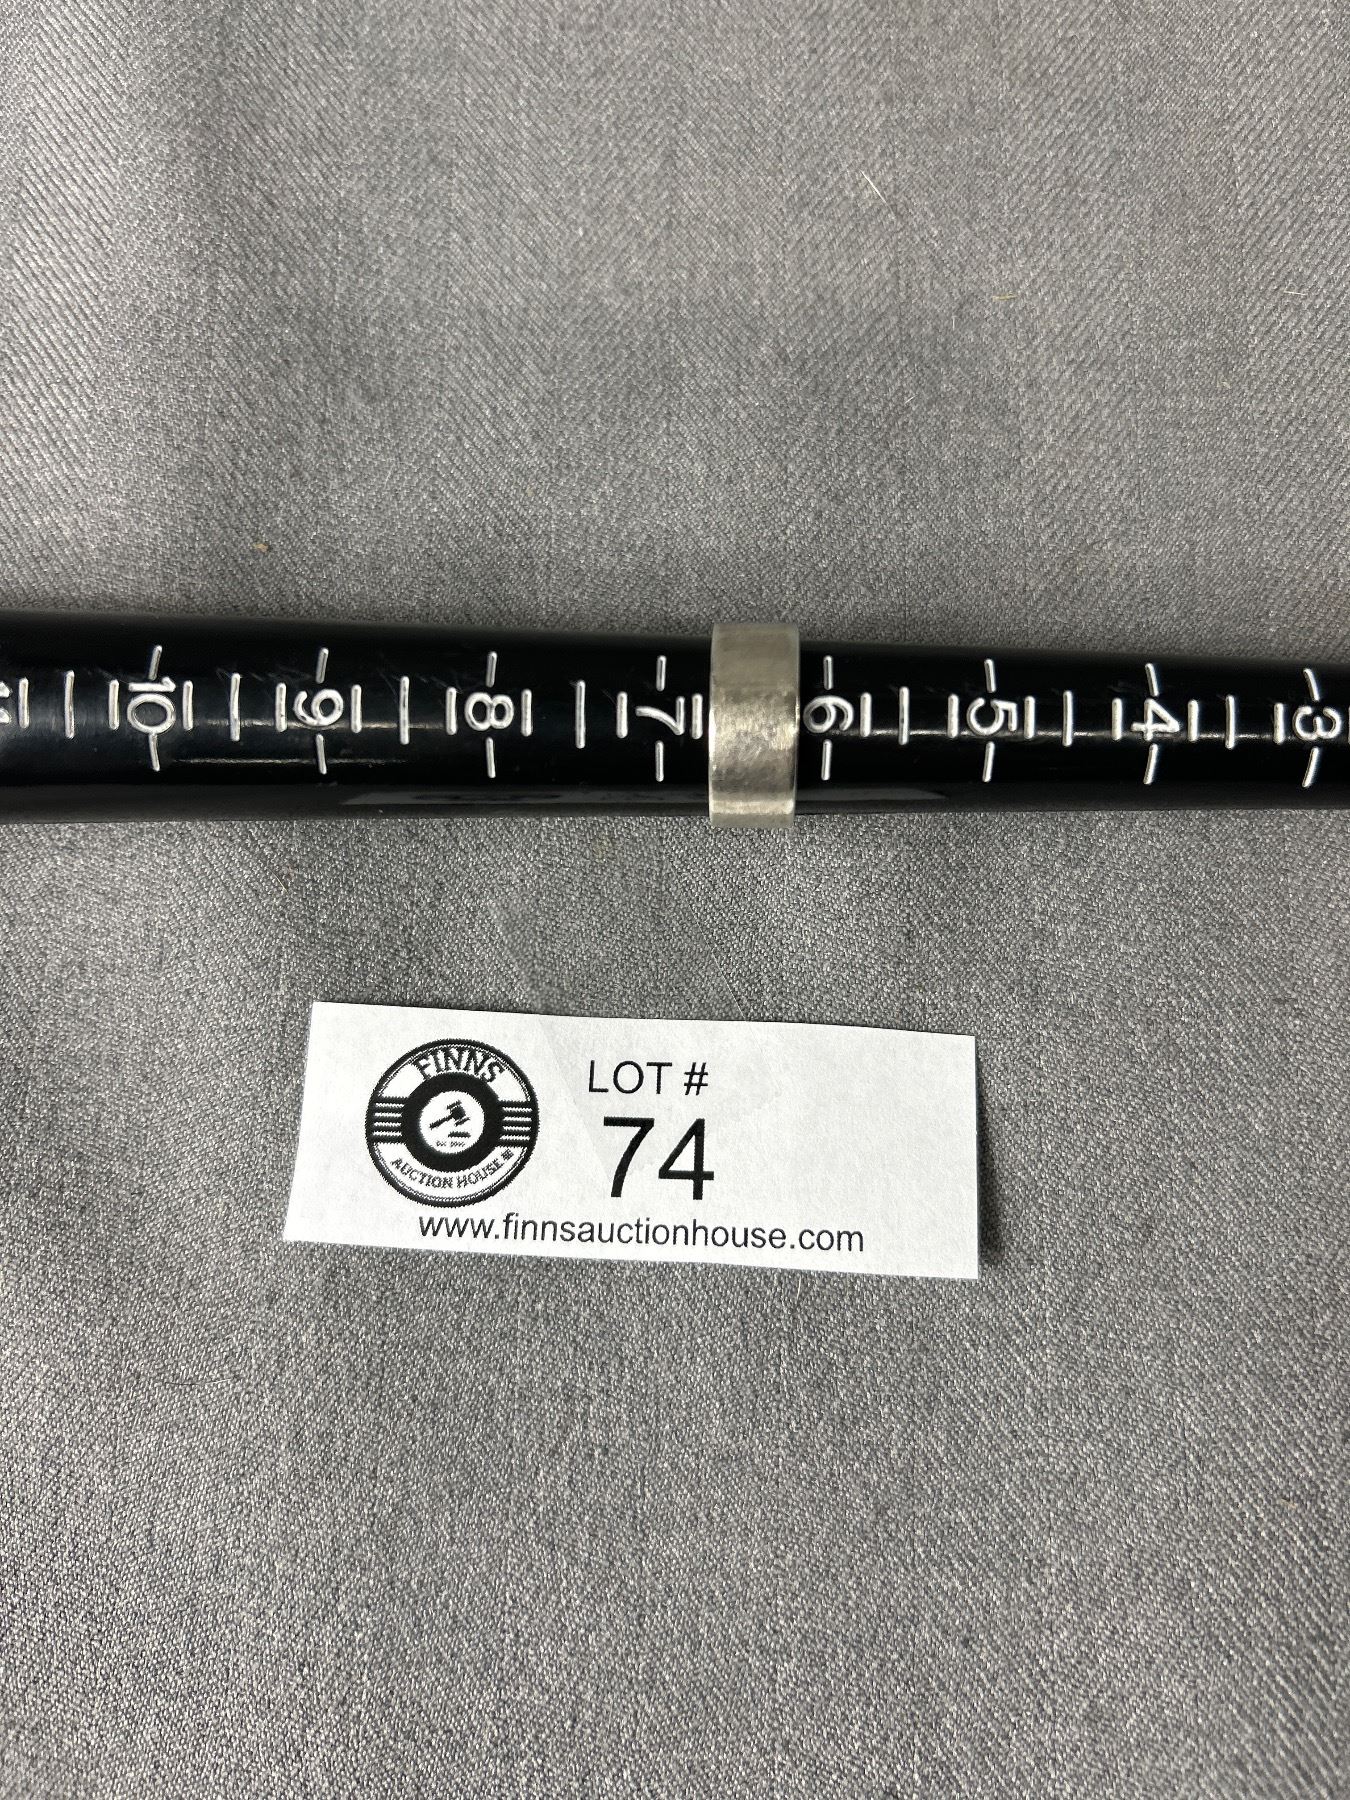 10 9 8 7 6 5 4 3
FINNS
AUCTION HOUSE
LOT #
74
www.finnsauctionhouse.com